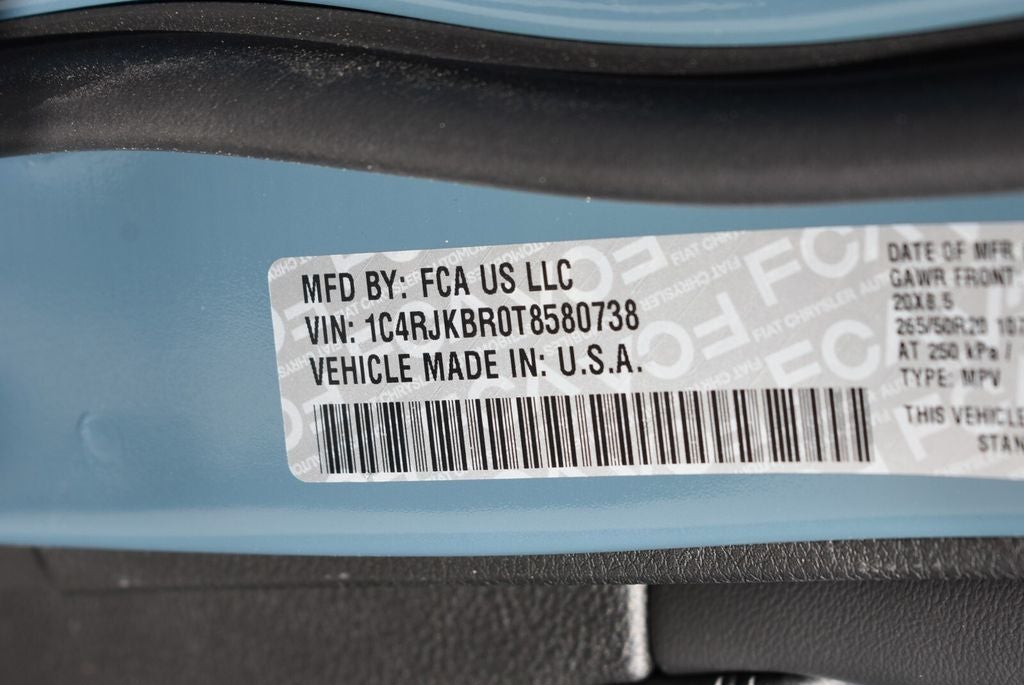 MFD BY: FCA US LLC
VIN: 1C4RJKBR0T8580738
VEHICLE MADE IN: U.S.A.
DATE OF MFR
GAWR FRONT
20X8.5
265/50R20 107
AT 250 kPa /
TYPE: MPV
THIS VEHICLE
STAN